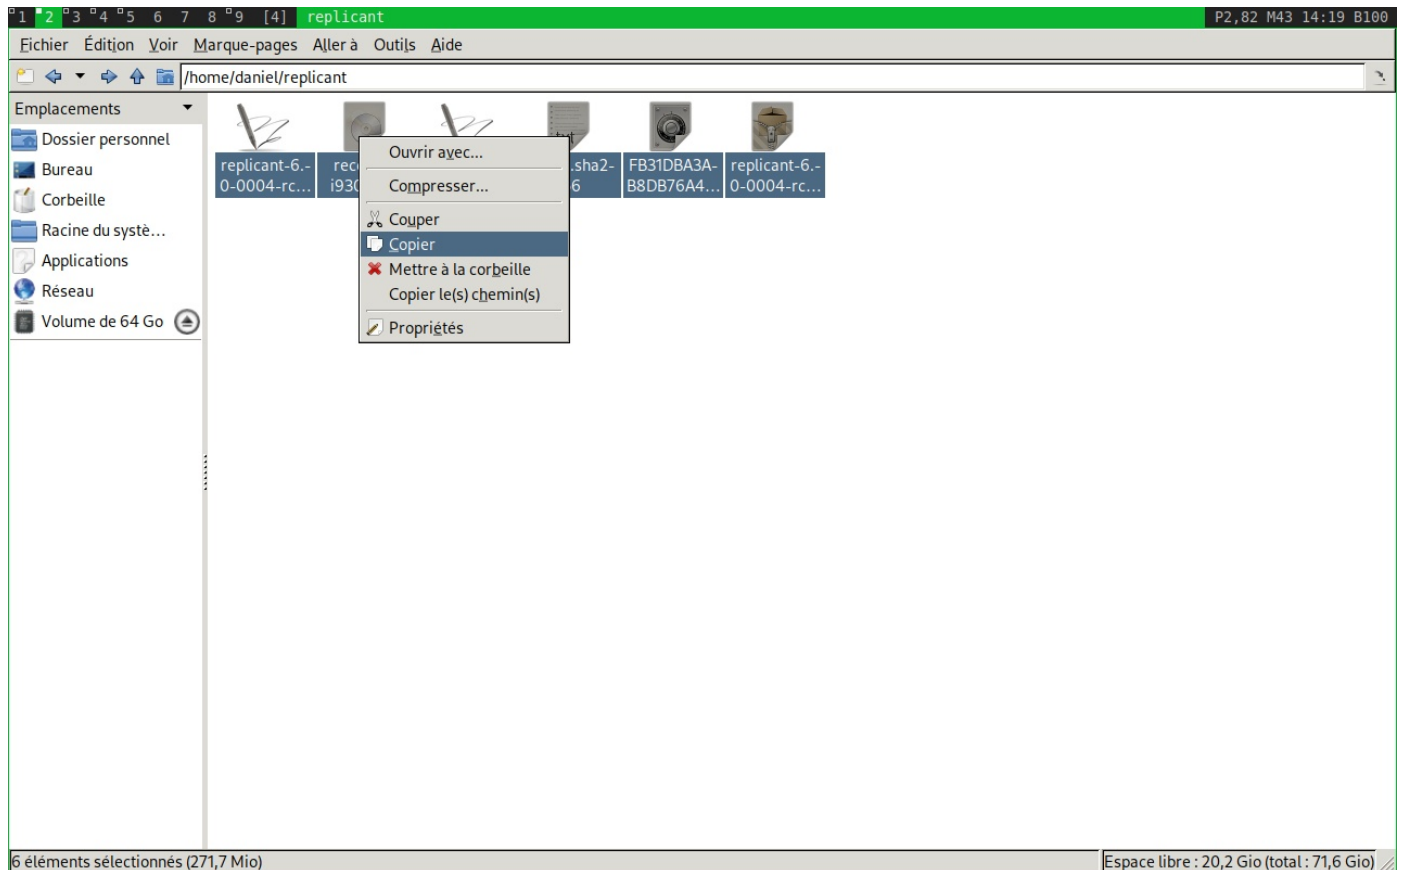 1 2 3 4 5 6 7 8 9 [4] replicant P2,82 M43 14:19 B100
Fichier Édition Voir Marque-pages Aller à Outils Aide
/home/daniel/replicant
Emplacements
Dossier personnel
Bureau
Corbeille
Racine du systè...
Applications
Réseau
Volume de 64 Go
replicant-6.-
0-0004-rc...
rec
i930
txt
.sha2-
6
FB31DBA3A-
B8DB76A4...
replicant-6.-
0-0004-rc...
Ouvrir avec...
Compresser...
Couper
Copier
Mettre à la corbeille
Copier le(s) chemin(s)
Propriétés
6 éléments sélectionnés (271,7 Mio)
Espace libre : 20,2 Gio (total : 71,6 Gio)